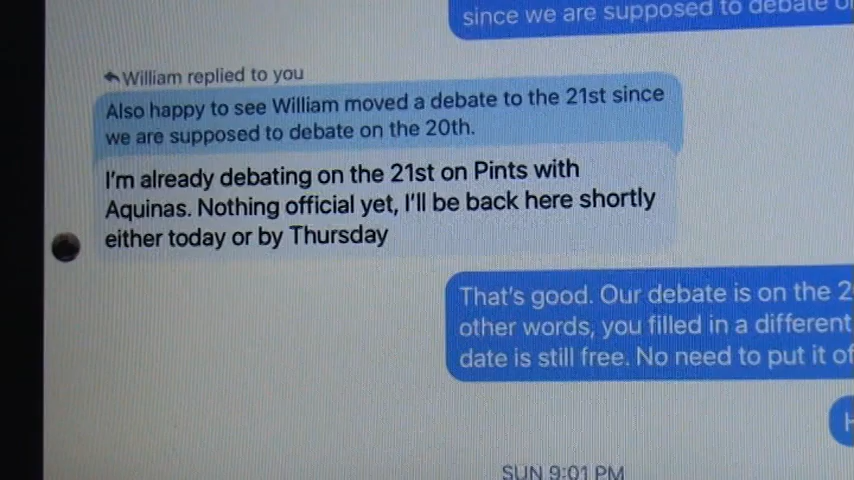 since we are supposed to debate
William replied to you
Also happy to see William moved a debate to the 21st since
we are supposed to debate on the 20th.
I'm already debating on the 21st on Pints with
Aquinas. Nothing official yet, I'll be back here shortly
either today or by Thursday
That's good. Our debate is on the 2
other words, you filled in a different
date is still free. No need to put it of
H
SUN 9:01 PM